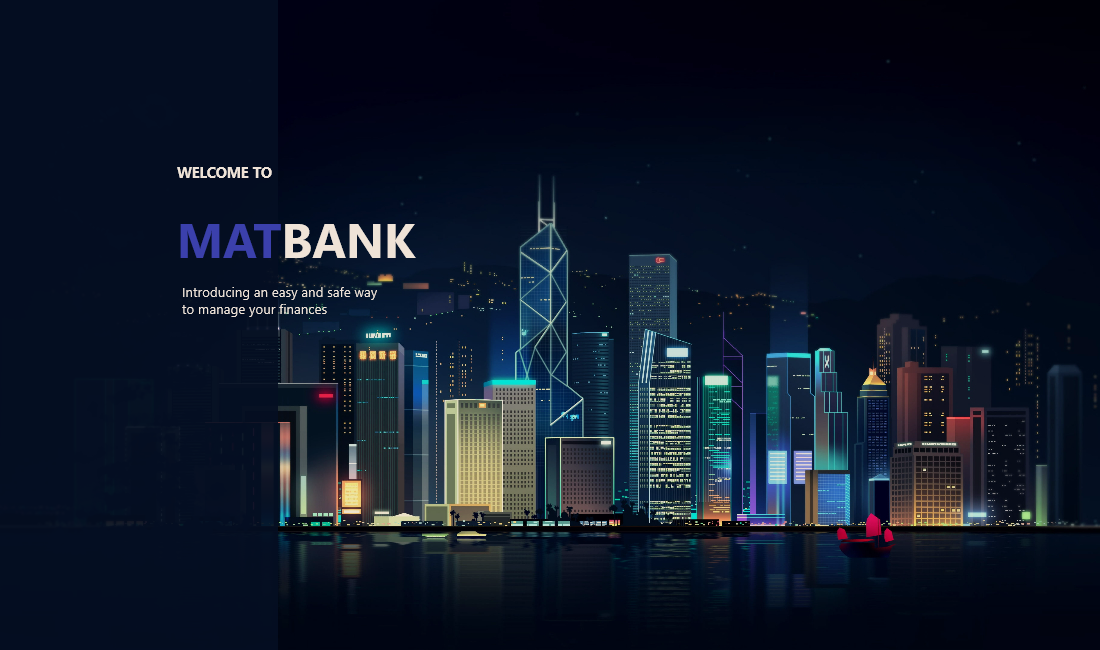 WELCOME TO
MATBANK
Introducing an easy and safe way
to manage your finances